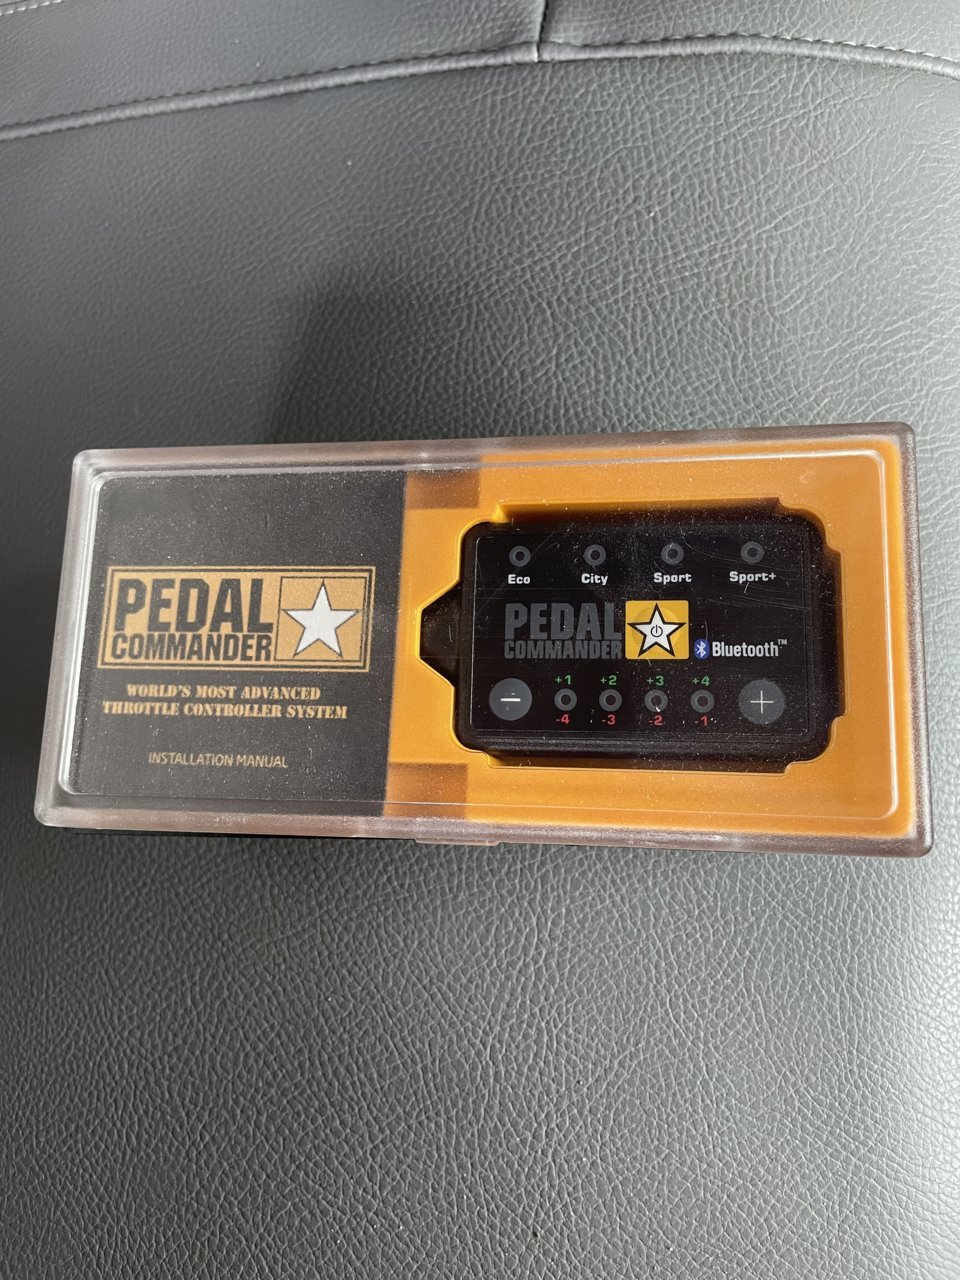 PEDAL
COMMANDER
WORLD'S MOST ADVANCED
THROTTLE CONTROLLER SYSTEM
INSTALLATION MANUAL
Eco City Sport Sport+
PEDAL
COMMANDER
Bluetooth™
+1 +2 +3 +4
− +
-4 -3 -2 -1